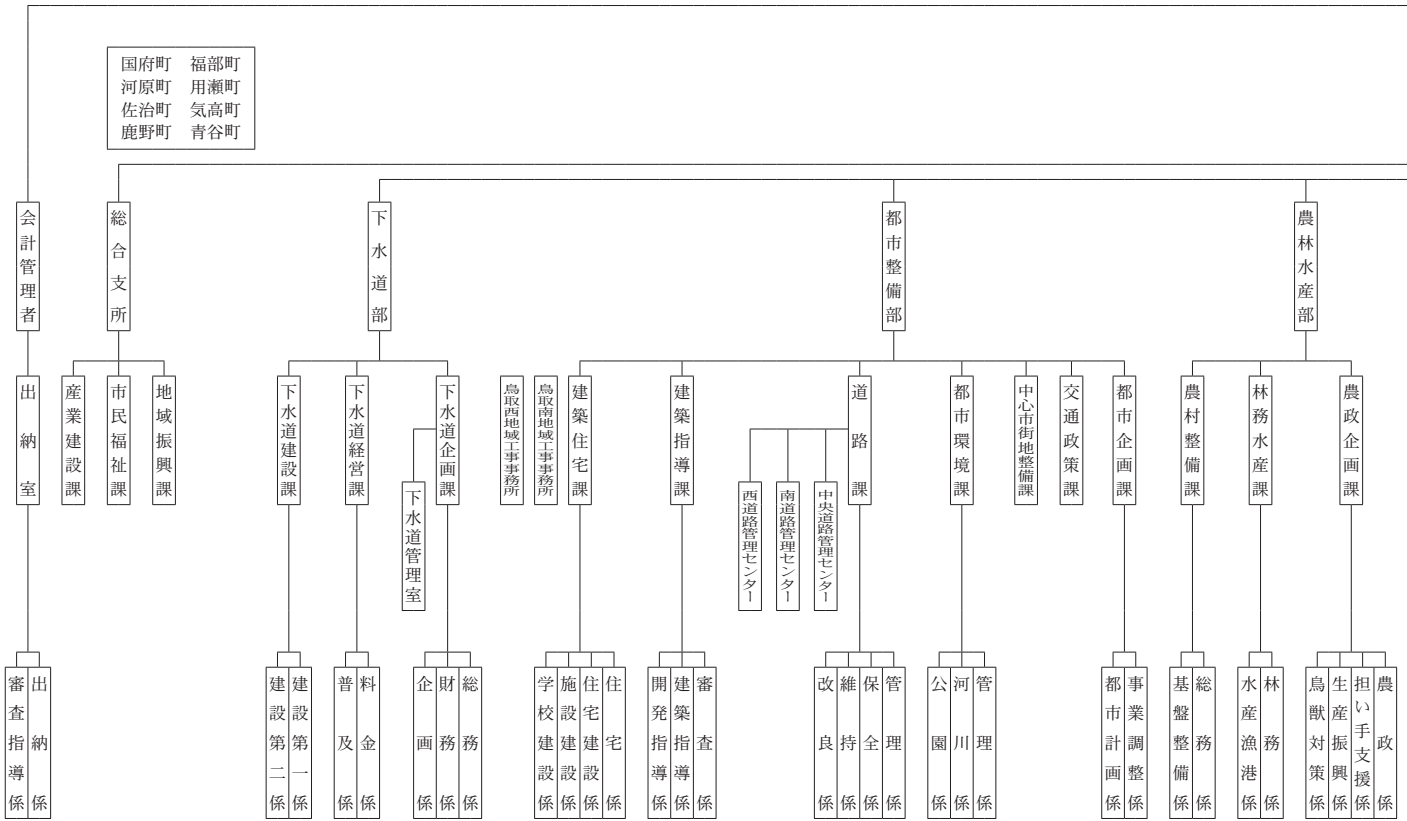 国府町 福部町
河原町 用瀬町
佐治町 気高町
鹿野町 青谷町
農林水産部
都市整備部
下水道部
総合支所
会計管理者
農政企画課
林務水産課
農村整備課
都市企画課
交通政策課
中心市街地整備課
都市環境課
道路課
建築指導課
建築住宅課
鳥取南地域工事事務所
鳥取西地域工事事務所
下水道企画課
下水道経営課
下水道建設課
地域振興課
市民福祉課
産業建設課
出納室
中央道路管理センター
南道路管理センター
西道路管理センター
下水道管理室
農政係
担い手支援係
生産振興係
鳥獣対策係
林務係
水産漁港係
総務係
基盤整備係
事業調整係
都市計画係
管理係
河川係
公園係
管理係
保全係
維持係
改良係
審査係
建築指導係
開発指導係
住宅係
住宅建設係
施設建設係
学校建設係
総務係
財務係
企画係
料金係
普及係
建設第一係
建設第二係
出納係
審査指導係